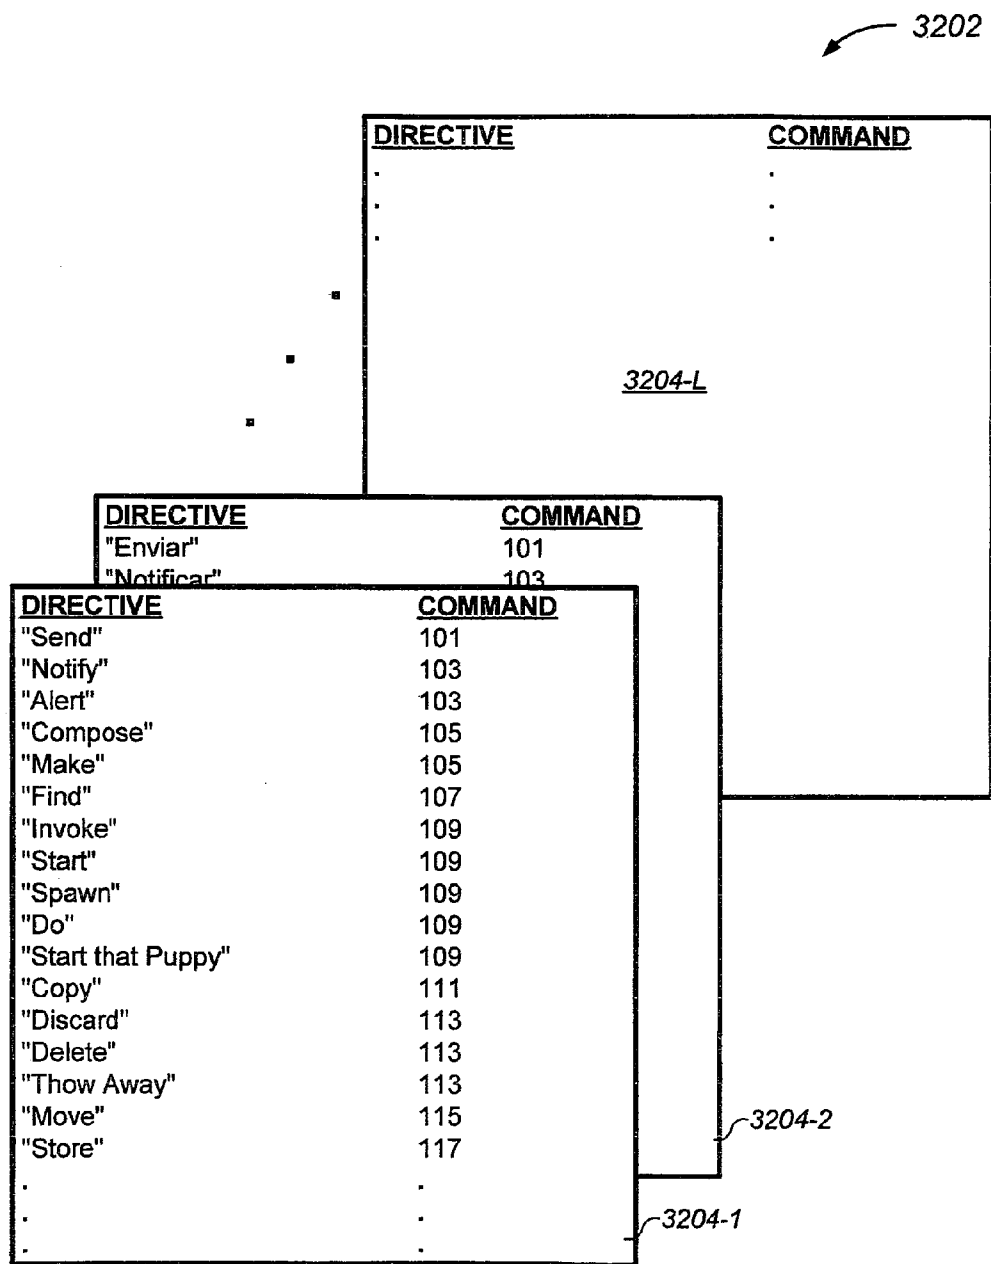 3202
DIRECTIVE COMMAND
. .
. .
. .
3204-L
DIRECTIVE COMMAND
"Enviar" 101
"Notificar" 103
DIRECTIVE COMMAND
"Send" 101
"Notify" 103
"Alert" 103
"Compose" 105
"Make" 105
"Find" 107
"Invoke" 109
"Start" 109
"Spawn" 109
"Do" 109
"Start that Puppy" 109
"Copy" 111
"Discard" 113
"Delete" 113
"Thow Away" 113
"Move" 115
"Store" 117
. .
. .
. .
3204-2
3204-1